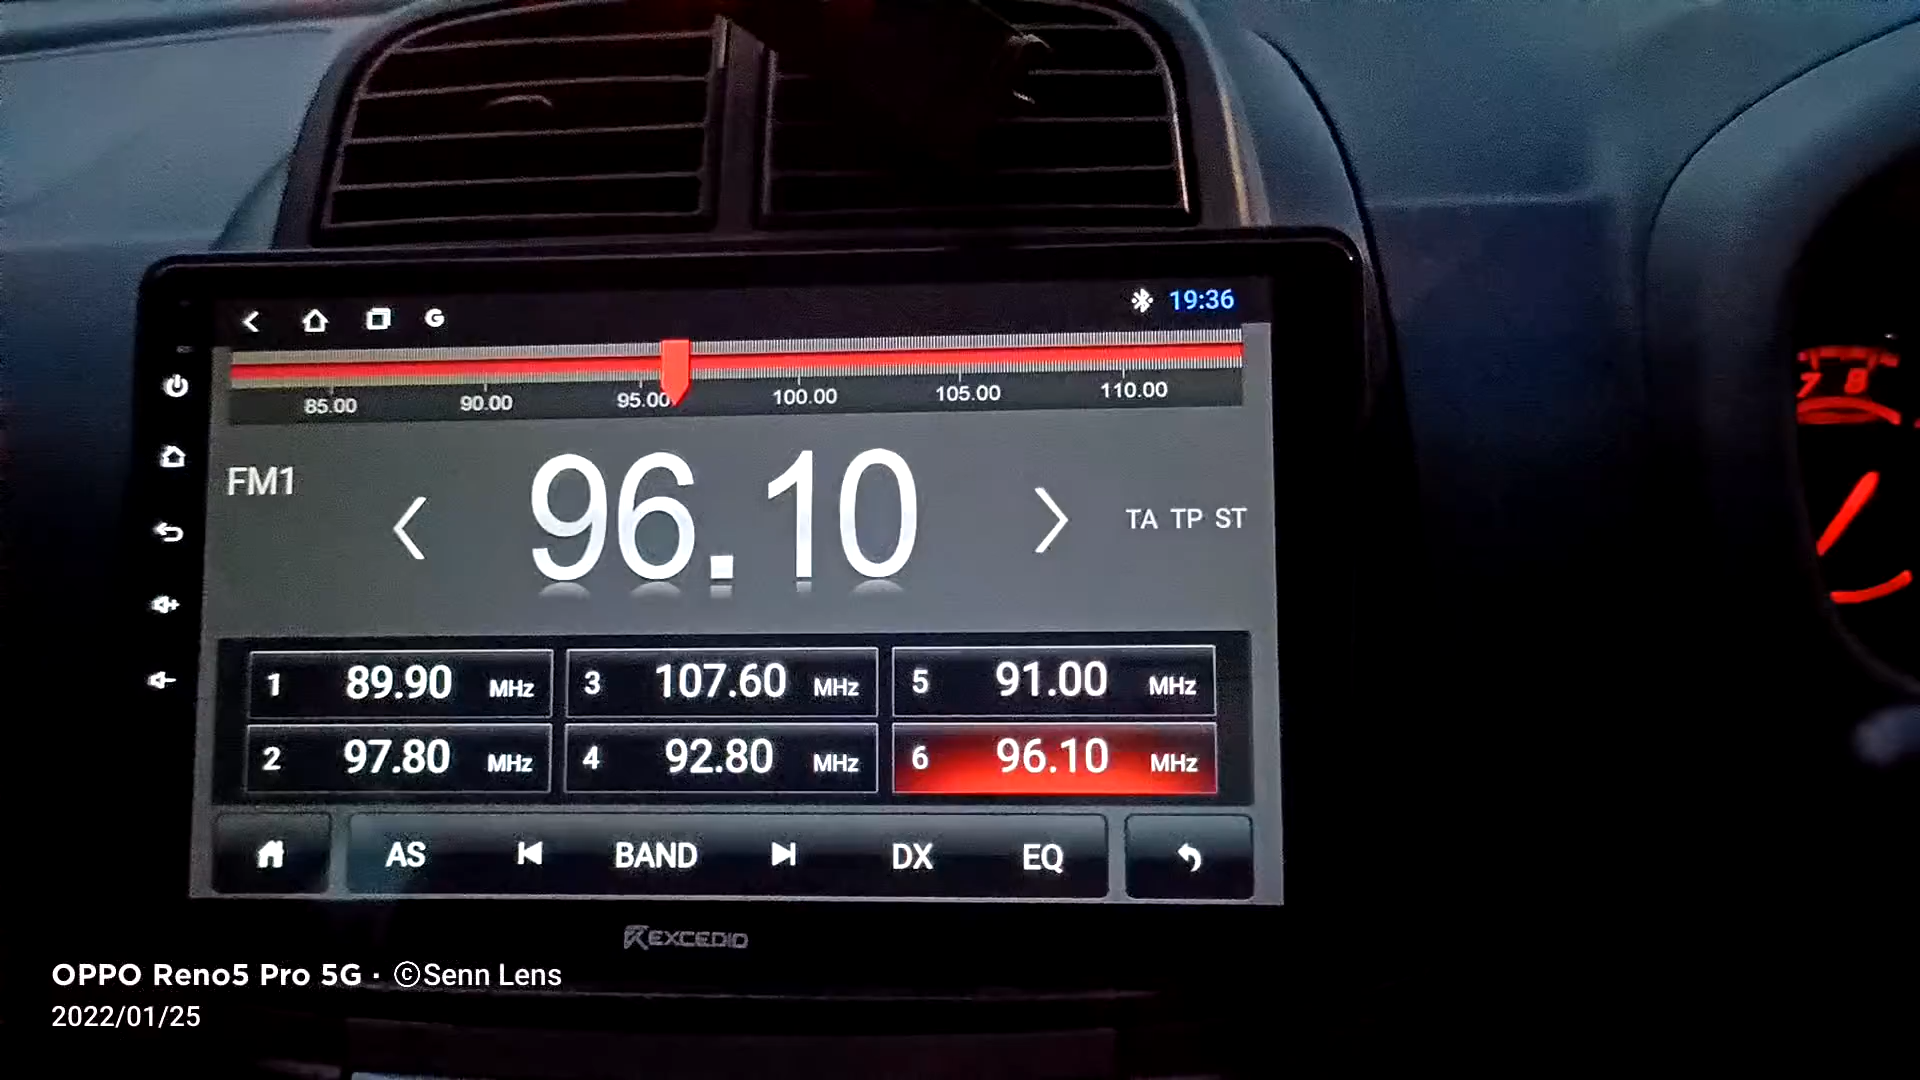 19:36
85.00 90.00 95.00 100.00 105.00 110.00
FM1
96.10
TA TP ST
1 89.90 MHz 3 107.60 MHz 5 91.00 MHz
2 97.80 MHz 4 92.80 MHz 6 96.10 MHz
AS BAND DX EQ
REXCEDIO
OPPO Reno5 Pro 5G · ©Senn Lens
2022/01/25
7 8